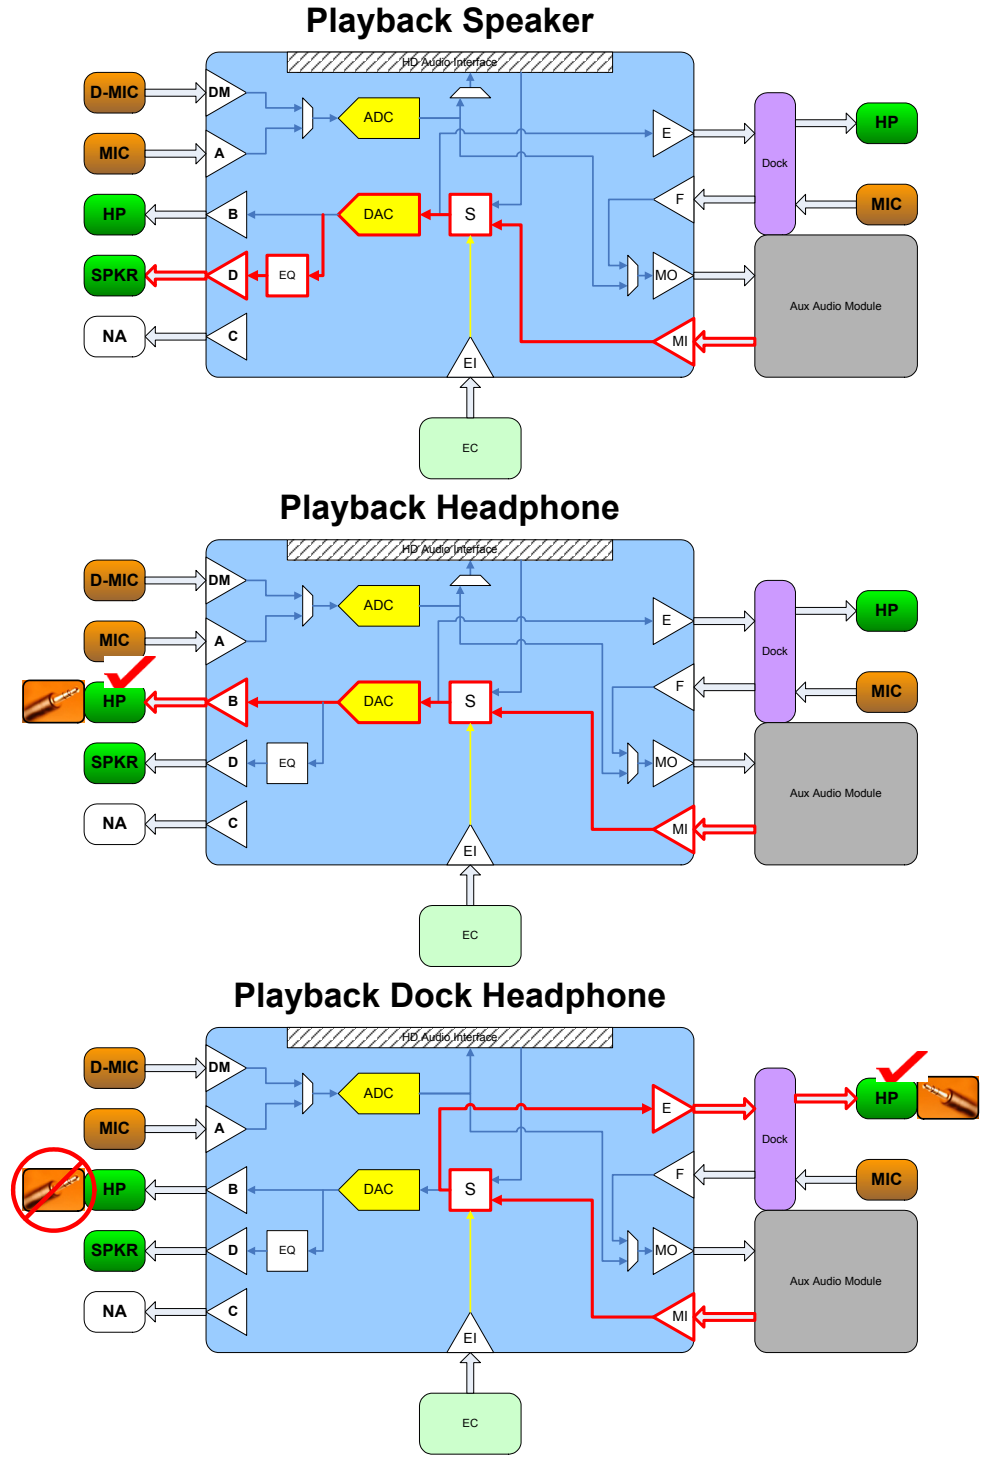 Playback Speaker
HD Audio Interface
D-MIC
DM
ADC
E
HP
MIC
A
Dock
HP
B
DAC
S
F
MIC
SPKR
D
EQ
MO
Aux Audio Module
NA
C
EI
MI
EC
Playback Headphone
HD Audio Interface
D-MIC
DM
ADC
E
HP
MIC
A
Dock
HP
B
DAC
S
F
MIC
SPKR
D
EQ
MO
Aux Audio Module
NA
C
EI
MI
EC
Playback Dock Headphone
HD Audio Interface
D-MIC
DM
ADC
E
HP
MIC
A
Dock
HP
B
DAC
S
F
MIC
SPKR
D
EQ
MO
Aux Audio Module
NA
C
EI
MI
EC